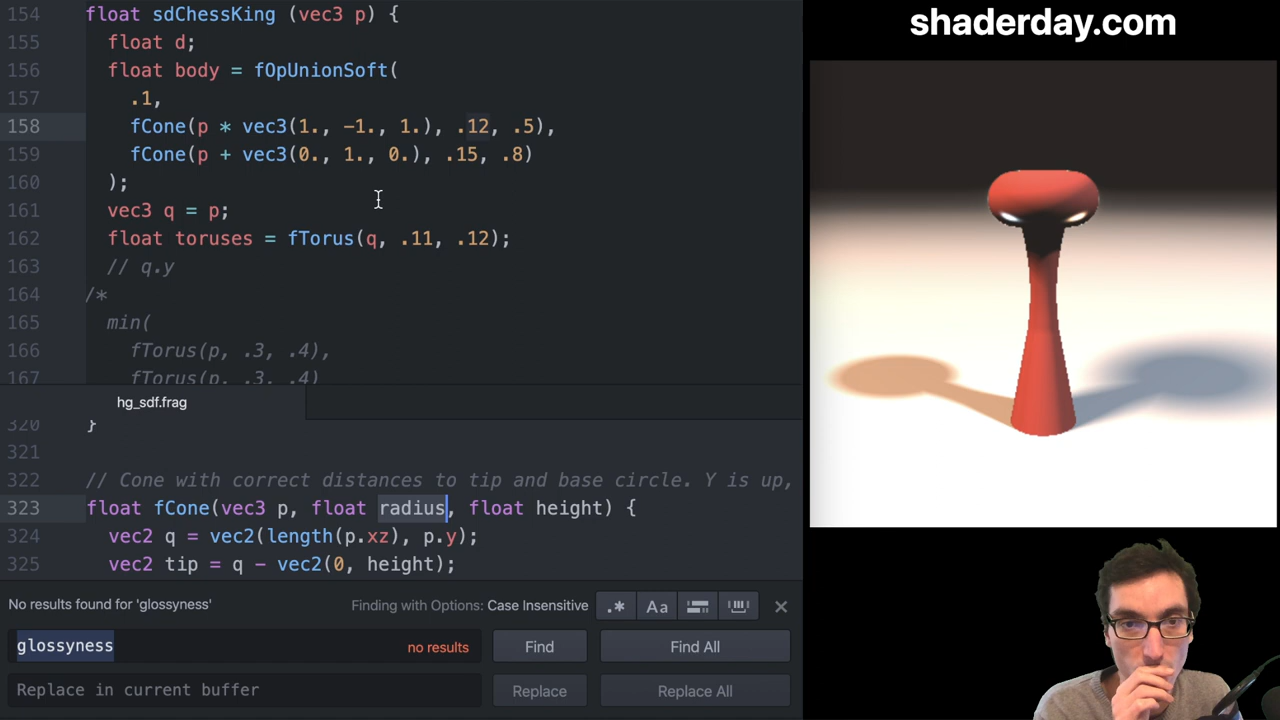 154 float sdChessKing (vec3 p) {
155 float d;
156 float body = fOpUnionSoft(
157 .1,
158 fCone(p * vec3(1., -1., 1.), .12, .5),
159 fCone(p + vec3(0., 1., 0.), .15, .8)
160 );
161 vec3 q = p;
162 float toruses = fTorus(q, .11, .12);
163 // q.y
164 /*
165 min(
166 fTorus(p, .3, .4),
167 fTorus(p, .3, .4)
hg_sdf.frag
320 }
321
322 // Cone with correct distances to tip and base circle. Y is up,
323 float fCone(vec3 p, float radius, float height) {
324 vec2 q = vec2(length(p.xz), p.y);
325 vec2 tip = q - vec2(0, height);
No results found for 'glossyness'
Finding with Options: Case Insensitive
.* Aa
glossyness
no results
Find
Find All
Replace in current buffer
Replace
Replace All
shaderday.com